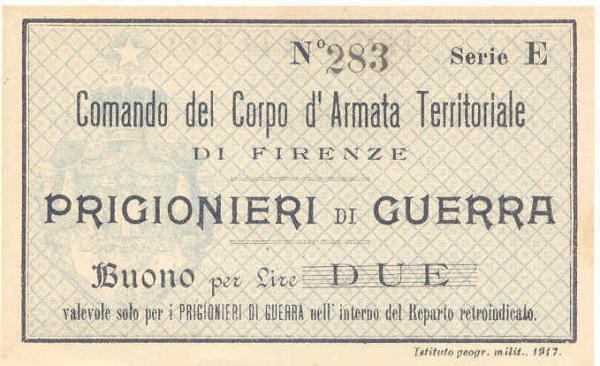 Nº 283 Serie E
Comando del Corpo d'Armata Territoriale
DI FIRENZE
PRIGIONIERI DI GUERRA
Buono per Lire DUE
valevole solo per i PRIGIONIERI DI GUERRA nell' interno del Reparto retroindicato.
Istituto geogr. milit.. 1917.